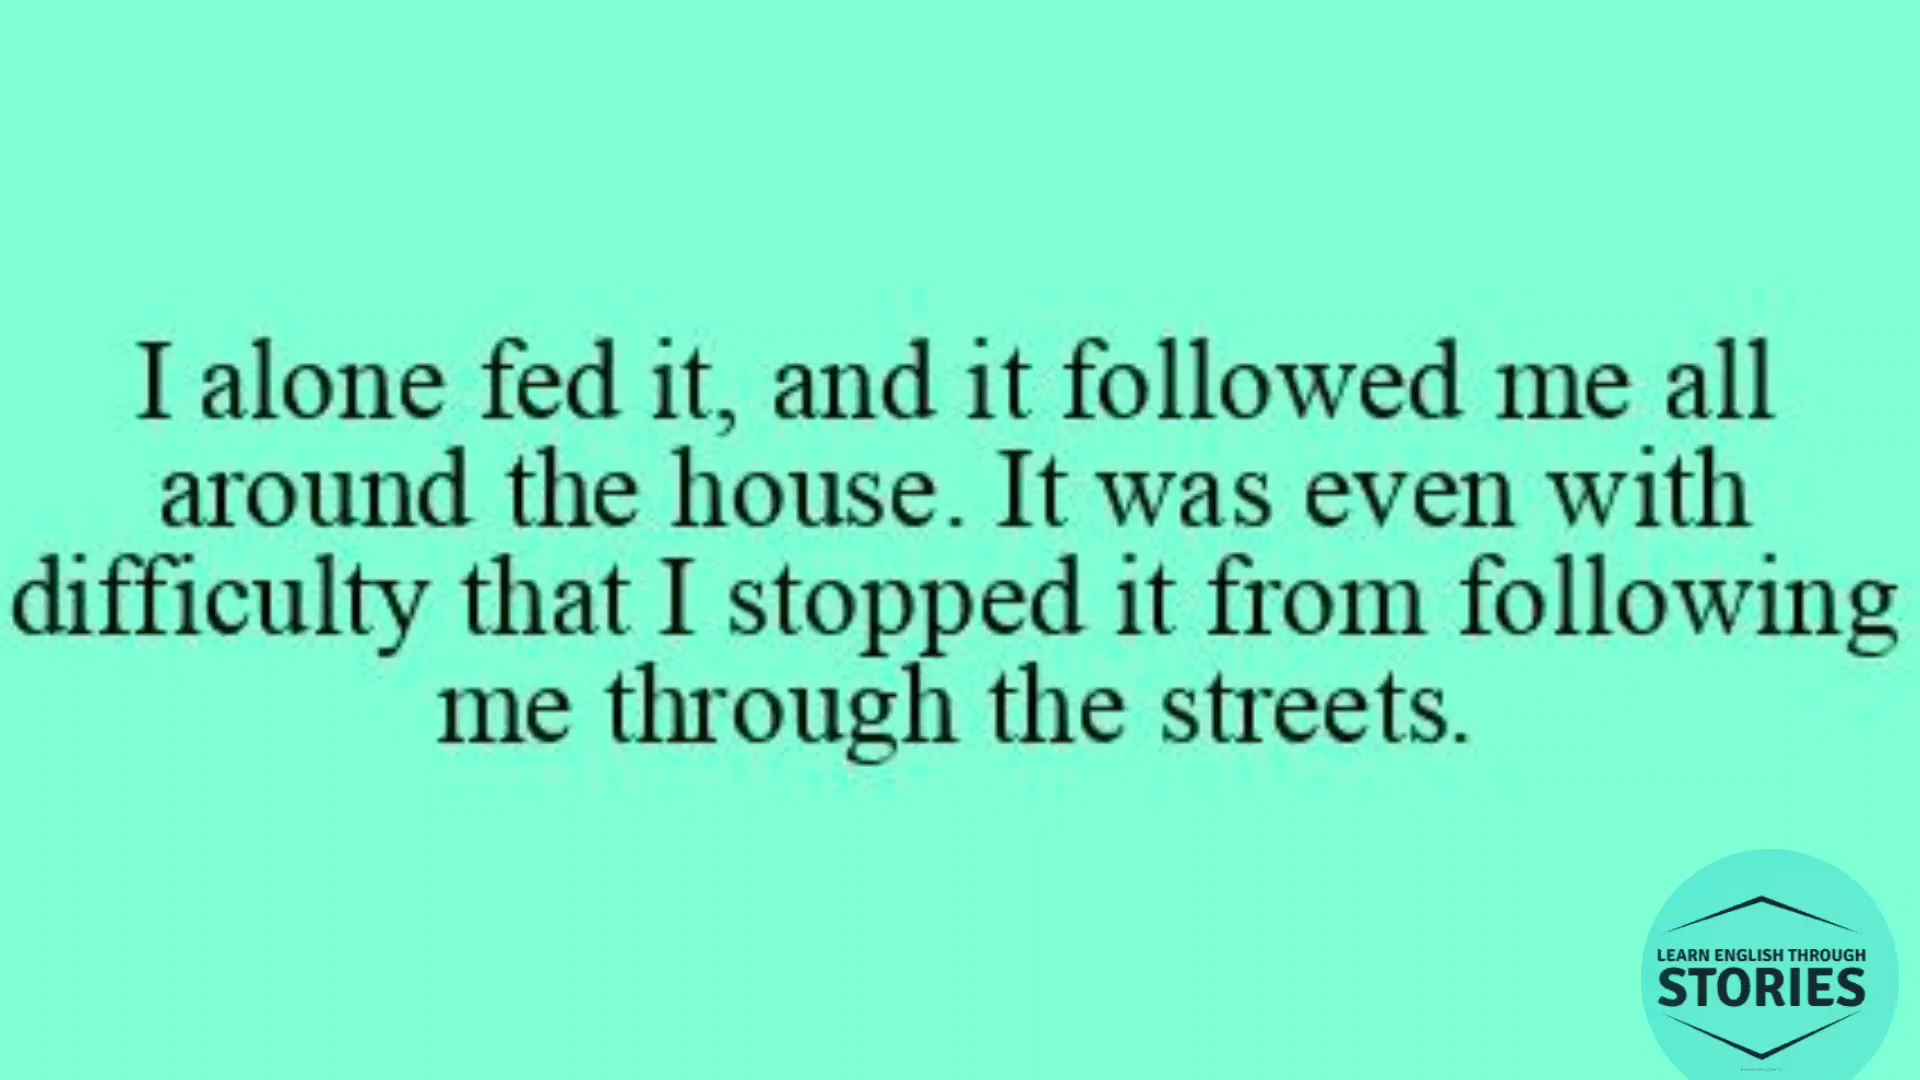 I alone fed it, and it followed me all
around the house. It was even with
difficulty that I stopped it from following
me through the streets.
LEARN ENGLISH THROUGH
STORIES